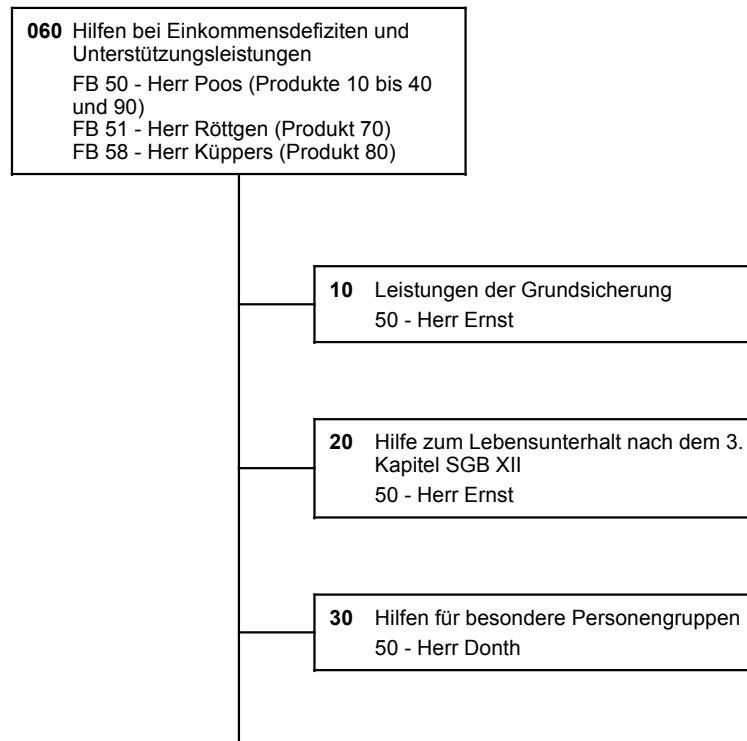 060 Hilfen bei Einkommensdefiziten und
Unterstützungsleistungen
FB 50 - Herr Poos (Produkte 10 bis 40
und 90)
FB 51 - Herr Röttgen (Produkt 70)
FB 58 - Herr Küppers (Produkt 80)
10 Leistungen der Grundsicherung
50 - Herr Ernst
20 Hilfe zum Lebensunterhalt nach dem 3.
Kapitel SGB XII
50 - Herr Ernst
30 Hilfen für besondere Personengruppen
50 - Herr Donth